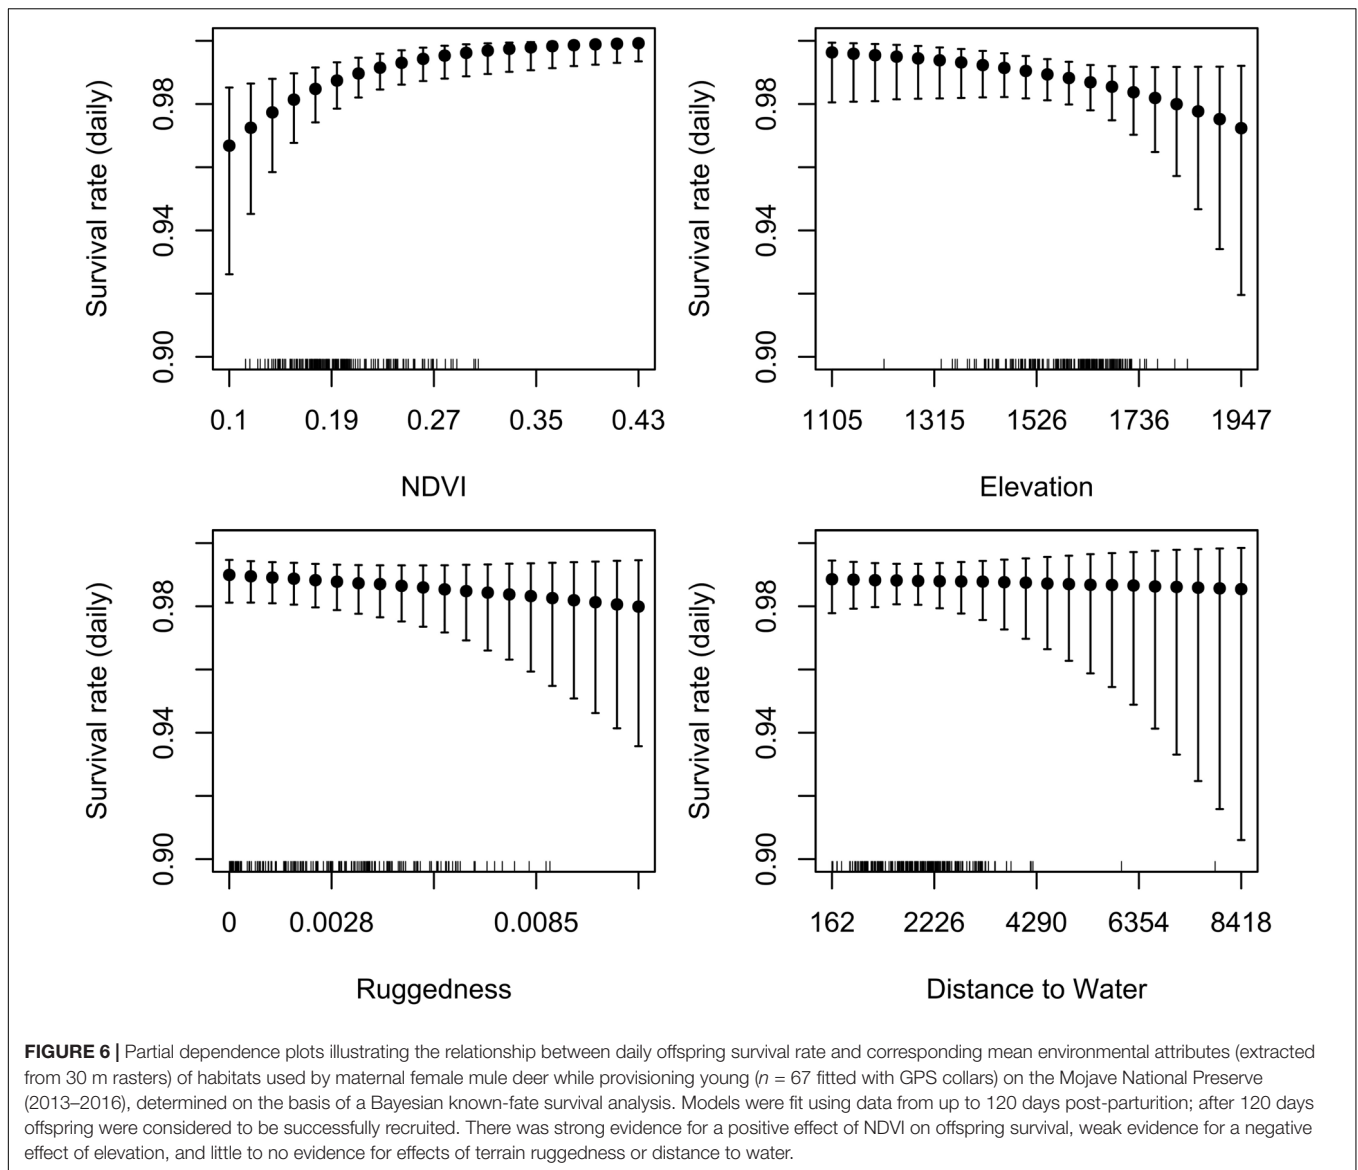 Survival rate (daily)
0.98
0.94
0.90
0.1 0.19 0.27 0.35 0.43
NDVI
Survival rate (daily)
0.98
0.94
0.90
1105 1315 1526 1736 1947
Elevation
Survival rate (daily)
0.98
0.94
0.90
0 0.0028 0.0085
Ruggedness
Survival rate (daily)
0.98
0.94
0.90
162 2226 4290 6354 8418
Distance to Water
FIGURE 6 | Partial dependence plots illustrating the relationship between daily offspring survival rate and corresponding mean environmental attributes (extracted
from 30 m rasters) of habitats used by maternal female mule deer while provisioning young (n = 67 fitted with GPS collars) on the Mojave National Preserve
(2013–2016), determined on the basis of a Bayesian known-fate survival analysis. Models were fit using data from up to 120 days post-parturition; after 120 days
offspring were considered to be successfully recruited. There was strong evidence for a positive effect of NDVI on offspring survival, weak evidence for a negative
effect of elevation, and little to no evidence for effects of terrain ruggedness or distance to water.